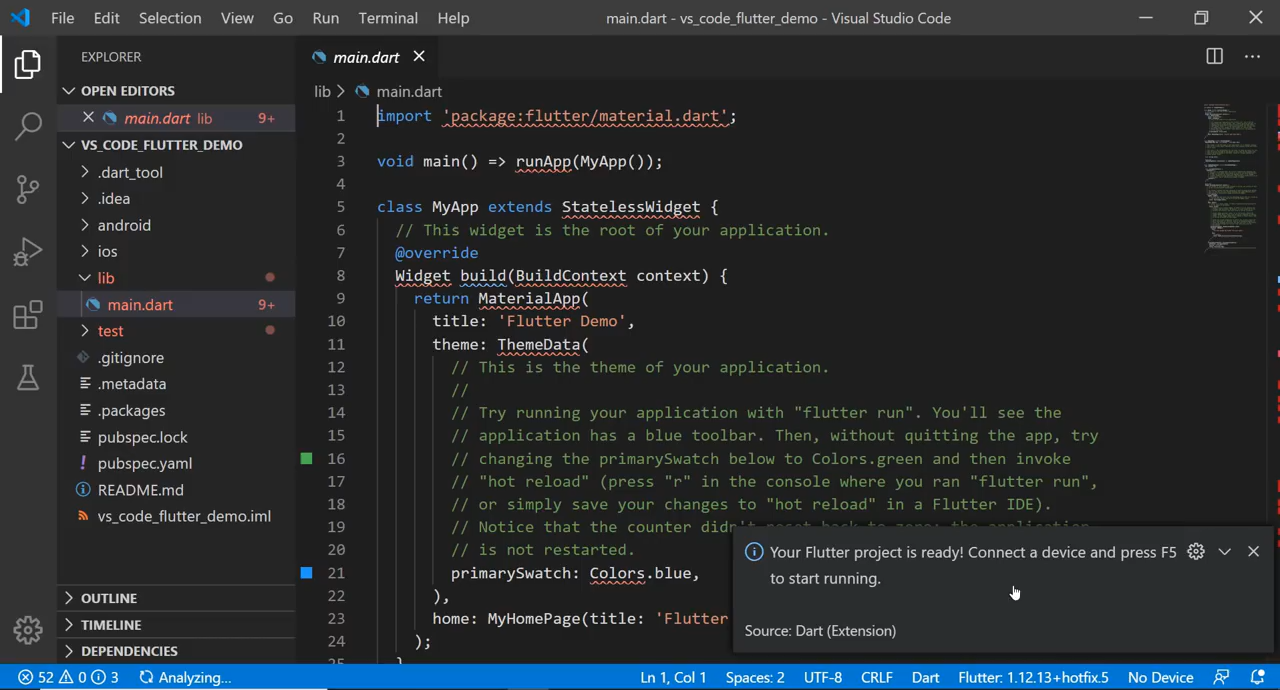 File Edit Selection View Go Run Terminal Help main.dart - vs_code_flutter_demo - Visual Studio Code
EXPLORER
OPEN EDITORS
main.dart lib 9+
VS_CODE_FLUTTER_DEMO
.dart_tool
.idea
android
ios
lib
main.dart 9+
test
.gitignore
.metadata
.packages
pubspec.lock
pubspec.yaml
README.md
vs_code_flutter_demo.iml
OUTLINE
TIMELINE
DEPENDENCIES
main.dart
lib > main.dart
1 import 'package:flutter/material.dart';
2
3 void main() => runApp(MyApp());
4
5 class MyApp extends StatelessWidget {
6 // This widget is the root of your application.
7 @override
8 Widget build(BuildContext context) {
9 return MaterialApp(
10 title: 'Flutter Demo',
11 theme: ThemeData(
12 // This is the theme of your application.
13 //
14 // Try running your application with "flutter run". You'll see the
15 // application has a blue toolbar. Then, without quitting the app, try
16 // changing the primarySwatch below to Colors.green and then invoke
17 // "hot reload" (press "r" in the console where you ran "flutter run",
18 // or simply save your changes to "hot reload" in a Flutter IDE).
19 // Notice that the counter didn't reset back to zero; the application
20 // is not restarted.
21 primarySwatch: Colors.blue,
22 ),
23 home: MyHomePage(title: 'Flutter
24 );
25 }
Your Flutter project is ready! Connect a device and press F5
to start running.
Source: Dart (Extension)
52 0 3 Analyzing... Ln 1, Col 1 Spaces: 2 UTF-8 CRLF Dart Flutter: 1.12.13+hotfix.5 No Device